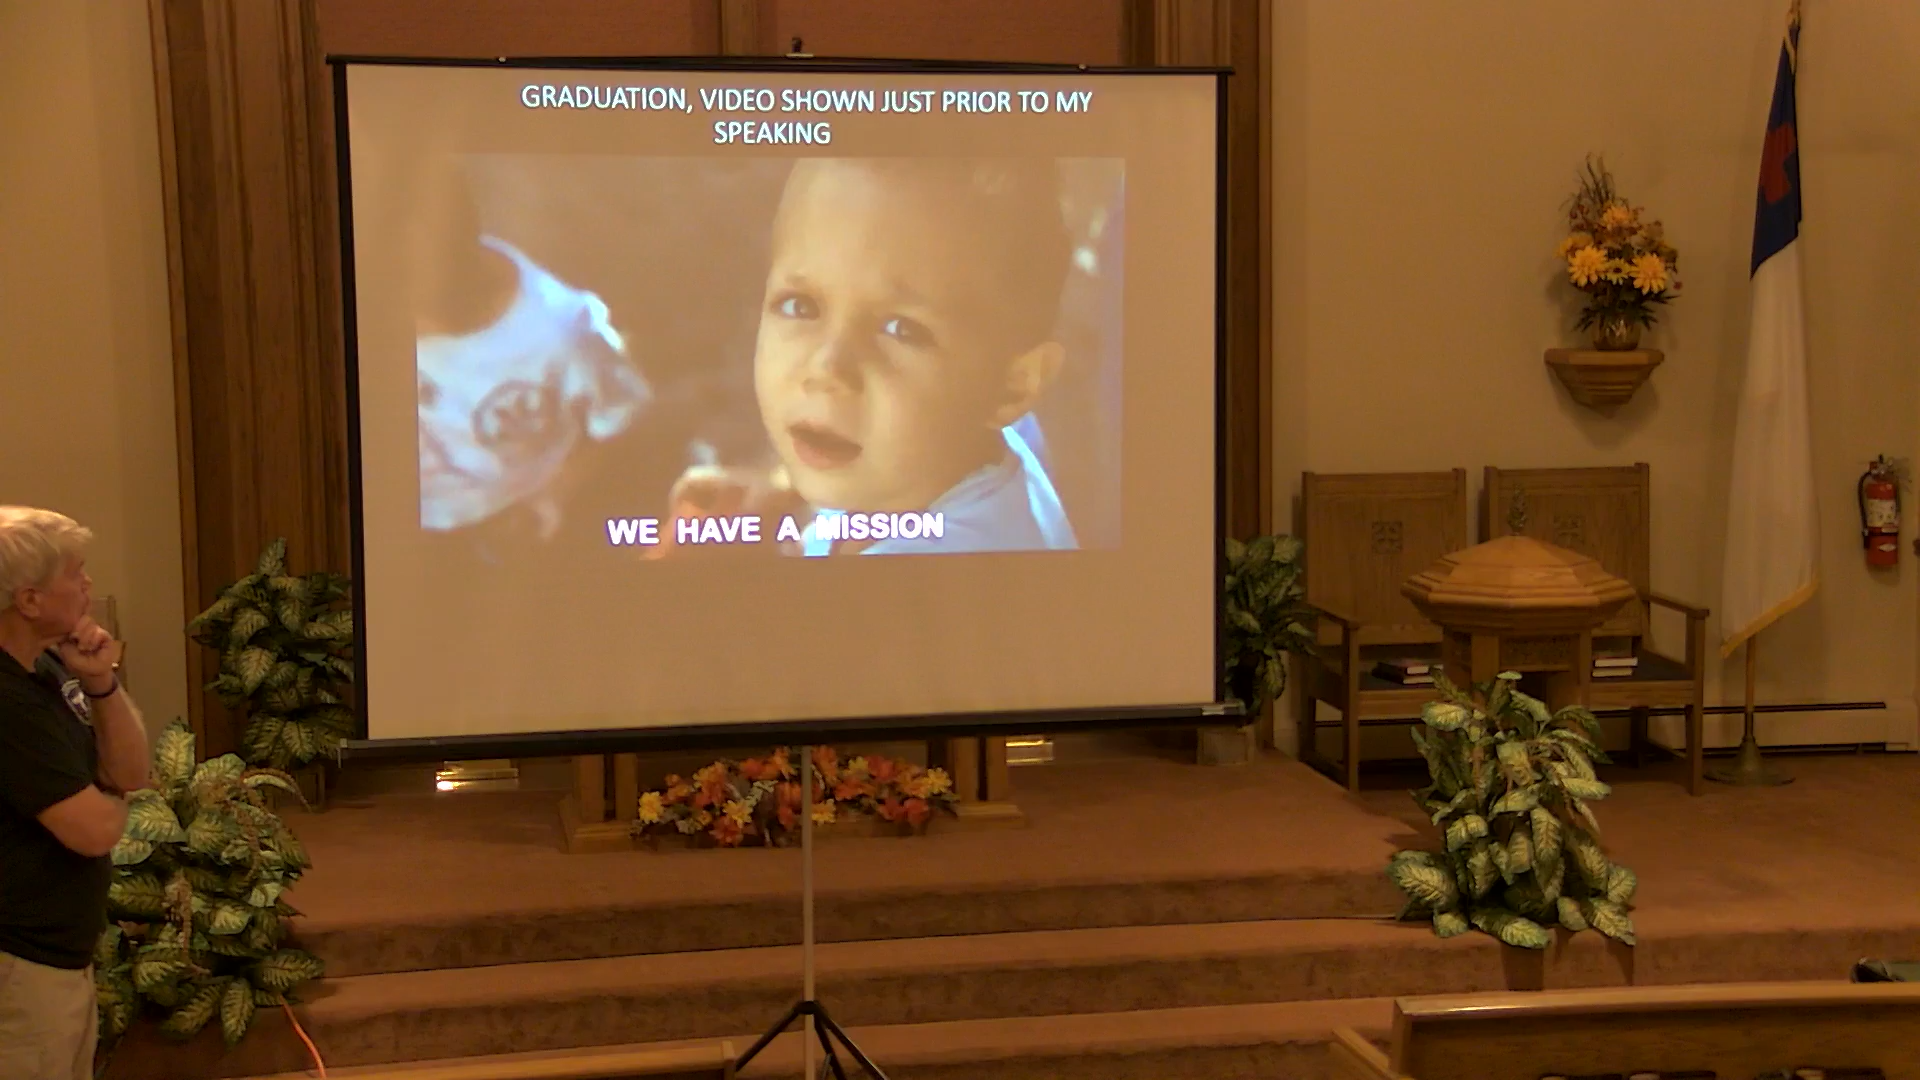 GRADUATION, VIDEO SHOWN JUST PRIOR TO MY
SPEAKING
WE HAVE A MISSION